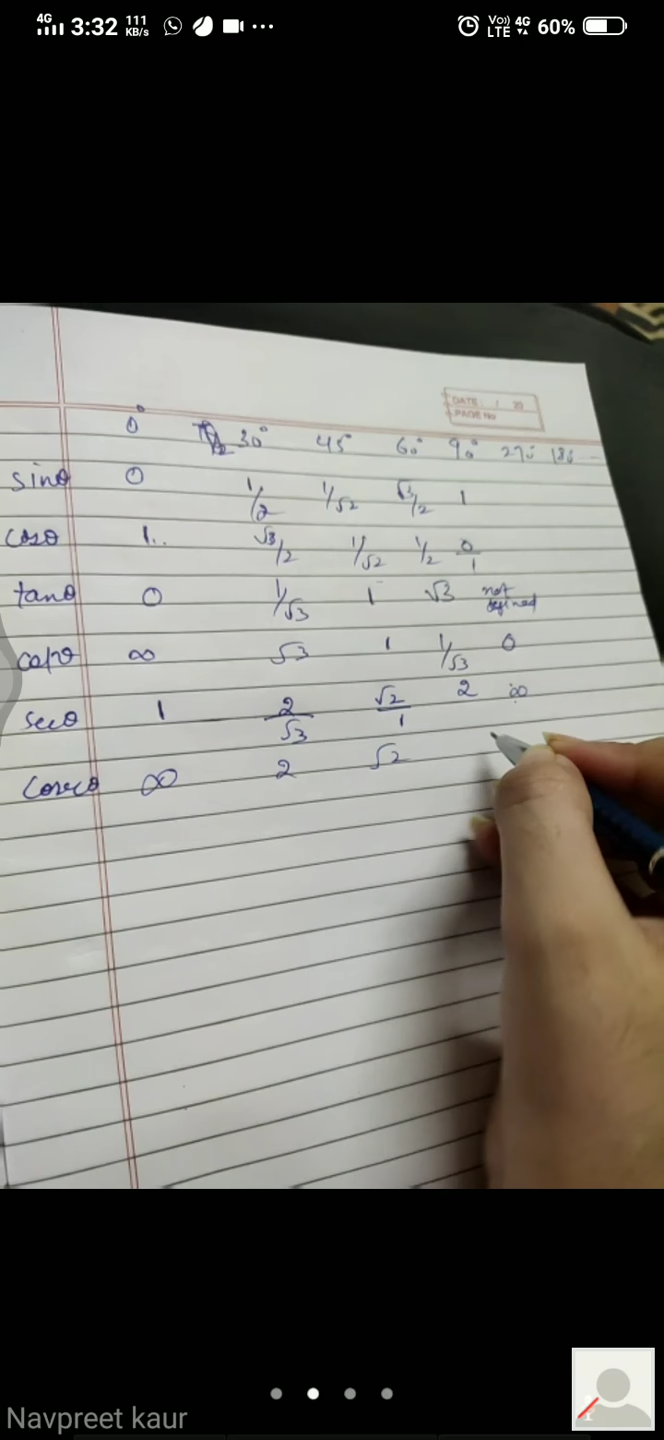 4G 3:32 111 KB/s Vo)) LTE 4G 60%
DATE: / 20
PAGE No
0° 30° 45° 60° 90° 270 180
sinθ 0 1/2 1/√2 √3/2 1
cosθ 1.. √3/2 1/√2 1/2 0/1
tanθ 0 1/√3 1 √3 not defined
cotθ ∞ √3 1 1/√3 0
secθ 1 2/√3 √2/1 2 ∞
Cosecθ ∞ 2 √2
Navpreet kaur